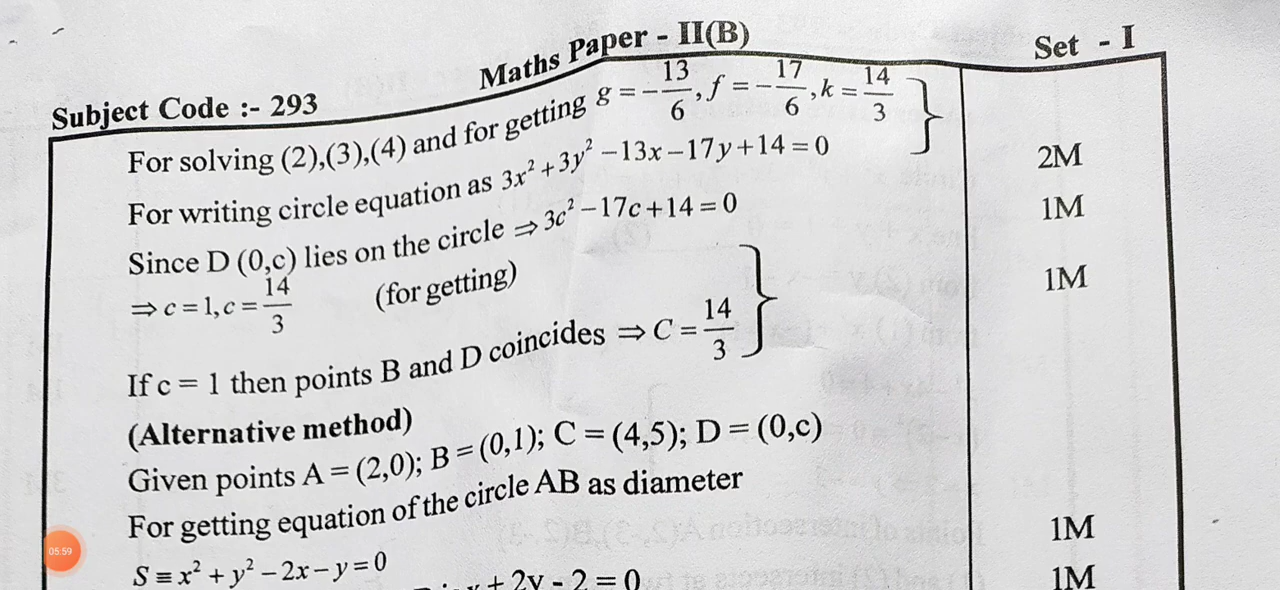 Maths Paper - II(B)
Set - I
Subject Code :- 293
For solving (2),(3),(4) and for getting g = -13/6, f = -17/6, k = 14/3
2M
For writing circle equation as 3x² + 3y² - 13x - 17y + 14 = 0
1M
Since D (0,c) lies on the circle ⇒ 3c² - 17c + 14 = 0
⇒ c = 1, c = 14/3 (for getting)
1M
If c = 1 then points B and D coincides ⇒ C = 14/3
(Alternative method)
Given points A = (2,0); B = (0,1); C = (4,5); D = (0,c)
For getting equation of the circle AB as diameter
1M
S ≡ x² + y² - 2x - y = 0
1M
x + 2y - 2 = 0
05:59